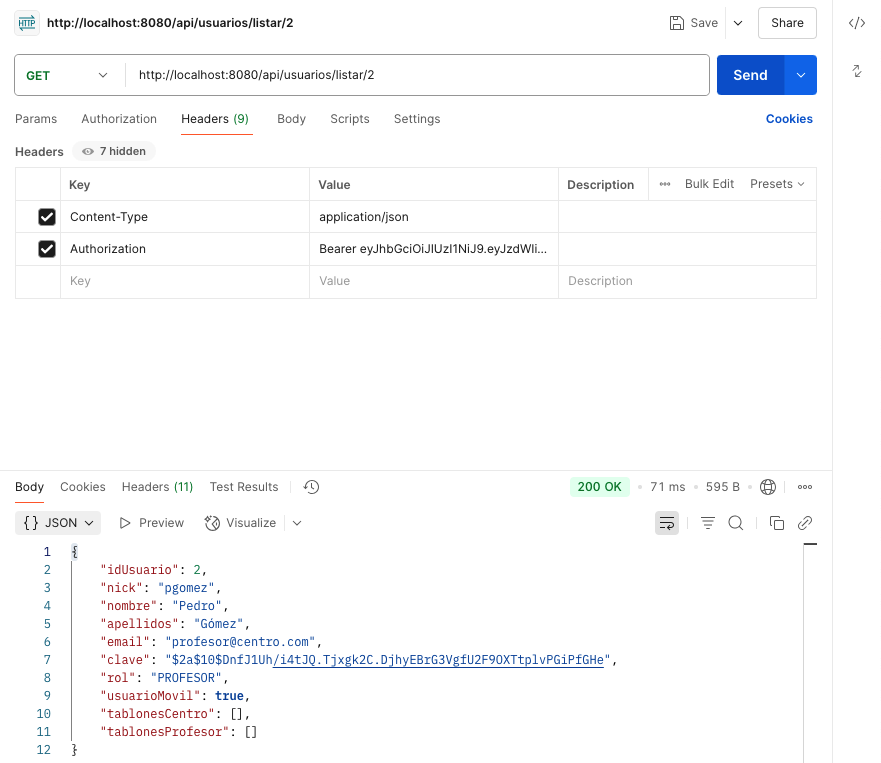 HTTP http://localhost:8080/api/usuarios/listar/2 Save Share
GET http://localhost:8080/api/usuarios/listar/2 Send
Params Authorization Headers (9) Body Scripts Settings Cookies
Headers 7 hidden
Key Value Description Bulk Edit Presets
Content-Type application/json
Authorization Bearer eyJhbGciOiJIUzI1NiJ9.eyJzdWIi...
Key Value Description
Body Cookies Headers (11) Test Results 200 OK 71 ms 595 B
{} JSON Preview Visualize
1 {
2 "idUsuario": 2,
3 "nick": "pgomez",
4 "nombre": "Pedro",
5 "apellidos": "Gómez",
6 "email": "profesor@centro.com",
7 "clave": "$2a$10$DnfJ1Uh/i4tJQ.Tjxgk2C.DjhyEBrG3VgfU2F9OXTtplvPGiPfGHe",
8 "rol": "PROFESOR",
9 "usuarioMovil": true,
10 "tablonesCentro": [],
11 "tablonesProfesor": []
12 }